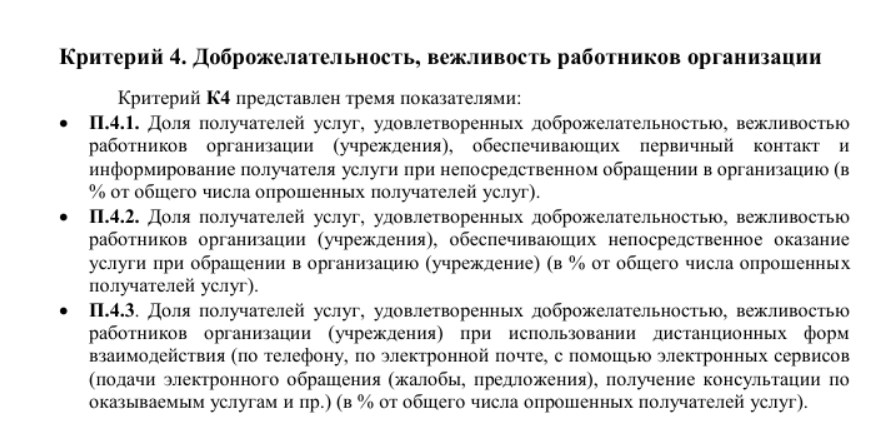 Критерий 4. Доброжелательность, вежливость работников организации
Критерий К4 представлен тремя показателями:
• П.4.1. Доля получателей услуг, удовлетворенных доброжелательностью, вежливостью
работников организации (учреждения), обеспечивающих первичный контакт и
информирование получателя услуги при непосредственном обращении в организацию (в
% от общего числа опрошенных получателей услуг).
• П.4.2. Доля получателей услуг, удовлетворенных доброжелательностью, вежливостью
работников организации (учреждения), обеспечивающих непосредственное оказание
услуги при обращении в организацию (учреждение) (в % от общего числа опрошенных
получателей услуг).
• П.4.3. Доля получателей услуг, удовлетворенных доброжелательностью, вежливостью
работников организации (учреждения) при использовании дистанционных форм
взаимодействия (по телефону, по электронной почте, с помощью электронных сервисов
(подачи электронного обращения (жалобы, предложения), получение консультации по
оказываемым услугам и пр.) (в % от общего числа опрошенных получателей услуг).